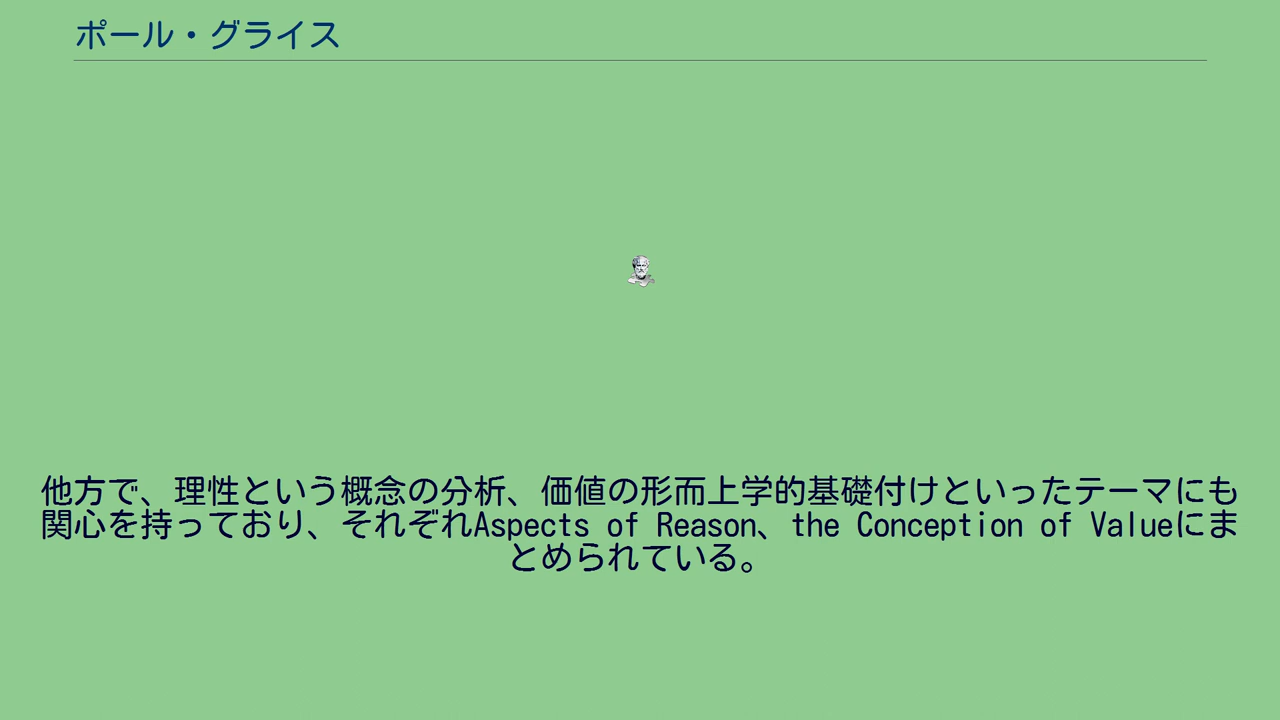 ポール・グライス
他方で、理性という概念の分析、価値の形而上学的基礎付けといったテーマにも
関心を持っており、それぞれAspects of Reason、the Conception of Valueにま
とめられている。